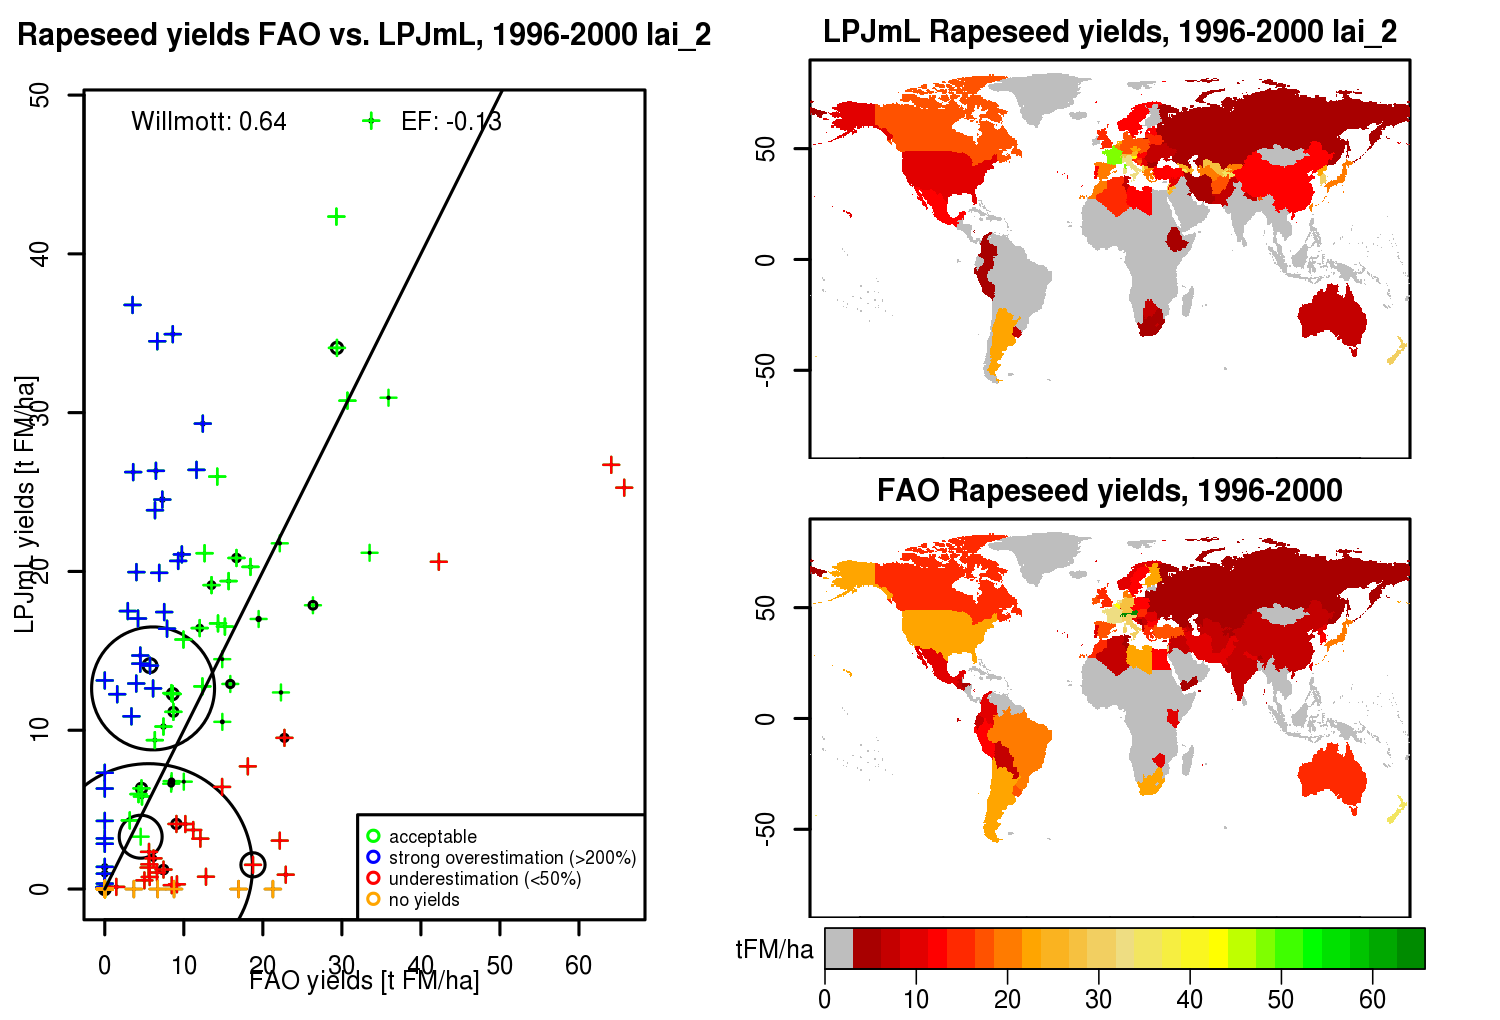 Rapeseed yields FAO vs. LPJmL, 1996-2000 lai_2
Willmott: 0.64
EF: -0.13
LPJmL yields [t FM/ha]
50
40
30
20
10
0
acceptable
strong overestimation (>200%)
underestimation (<50%)
no yields
0 10 20 30 40 50 60
FAO yields [t FM/ha]
LPJmL Rapeseed yields, 1996-2000 lai_2
50
0
-50
FAO Rapeseed yields, 1996-2000
50
0
-50
tFM/ha
0 10 20 30 40 50 60